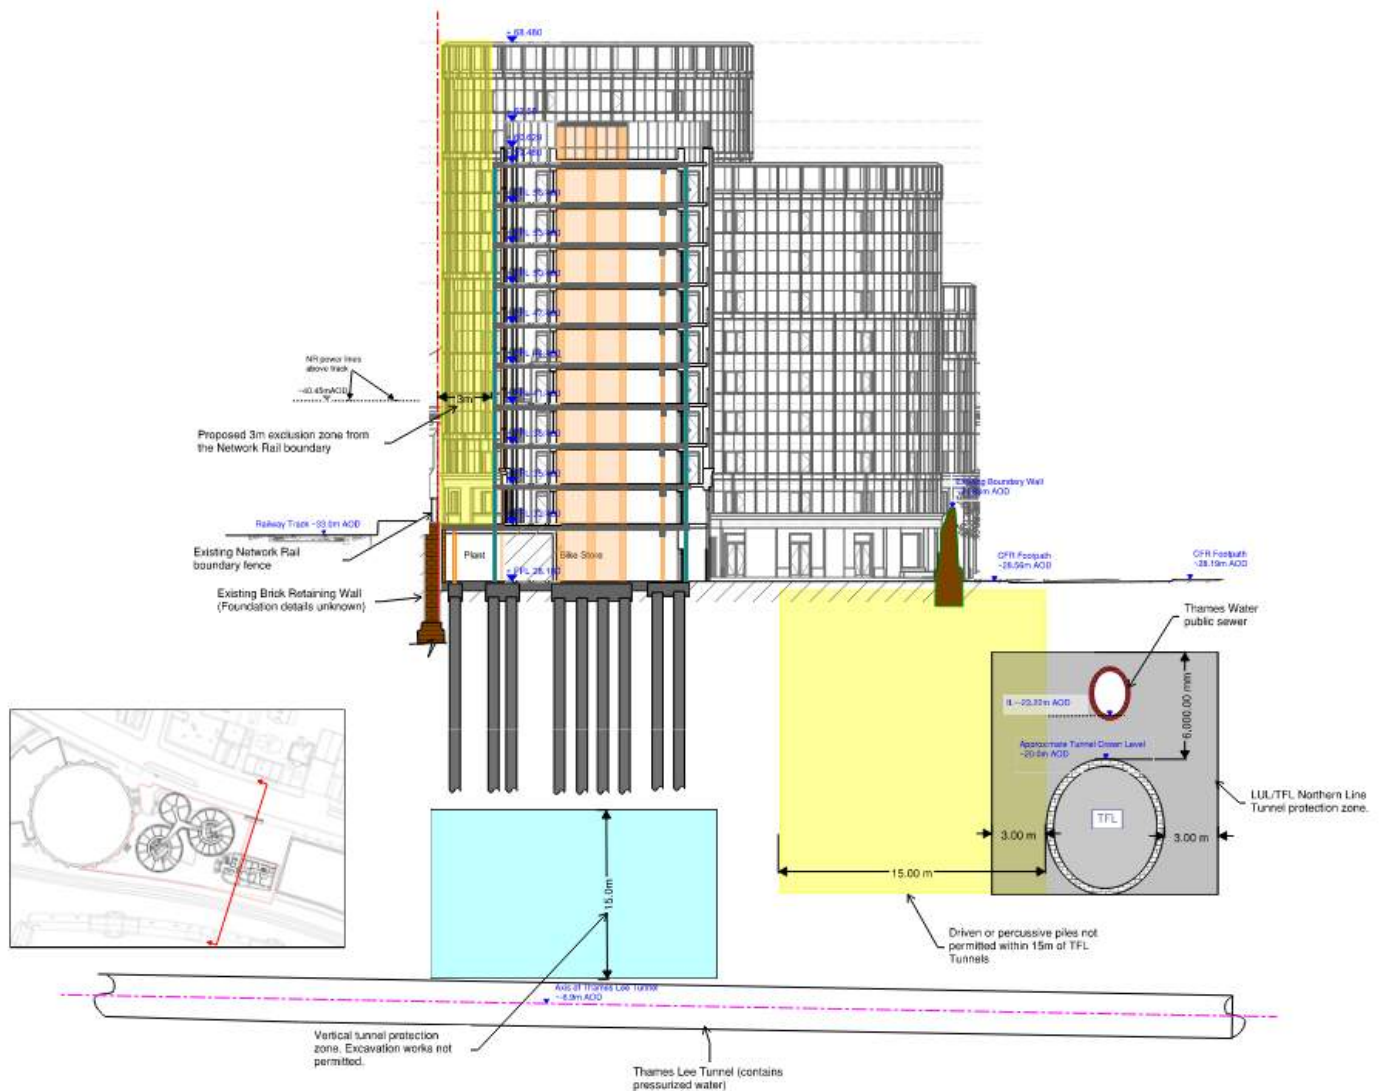 68.460
NR power lines
above track
~40.45mAOD
3m
Proposed 3m exclusion zone from
the Network Rail boundary
Existing Boundary Wall
Railway Track ~33.0m AOD
Existing Network Rail
boundary fence
Plant
Bike Store
CFR Footpath
~28.56m AOD
CFR Footpath
~28.19m AOD
Existing Brick Retaining Wall
(Foundation details unknown)
Thames Water
public sewer
6,000.00 mm
Approximate Tunnel Crown Level
~20.0m AOD
LUL/TFL Northern Line
Tunnel protection zone.
TFL
3.00 m
3.00 m
15.00 m
15.0m
Driven or percussive piles not
permitted within 15m of TFL
Tunnels
Axis of Thames Lee Tunnel
Vertical tunnel protection
zone. Excavation works not
permitted.
Thames Lee Tunnel (contains
pressurized water)